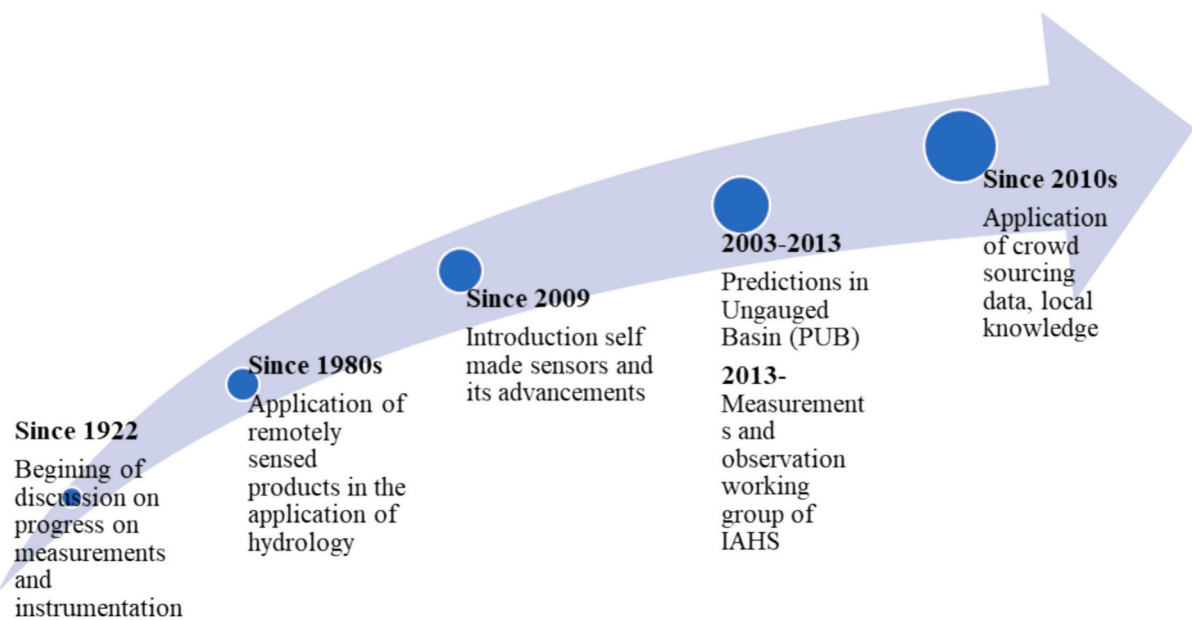 Since 1922
Begining of
discussion on
progress on
measurements
and
instrumentation
Since 1980s
Application of
remotely
sensed
products in the
application of
hydrology
Since 2009
Introduction self
made sensors and
its advancements
2003-2013
Predictions in
Ungauged
Basin (PUB)
2013-
Measurement
s and
observation
working
group of
IAHS
Since 2010s
Application
of crowd
sourcing
data, local
knowledge